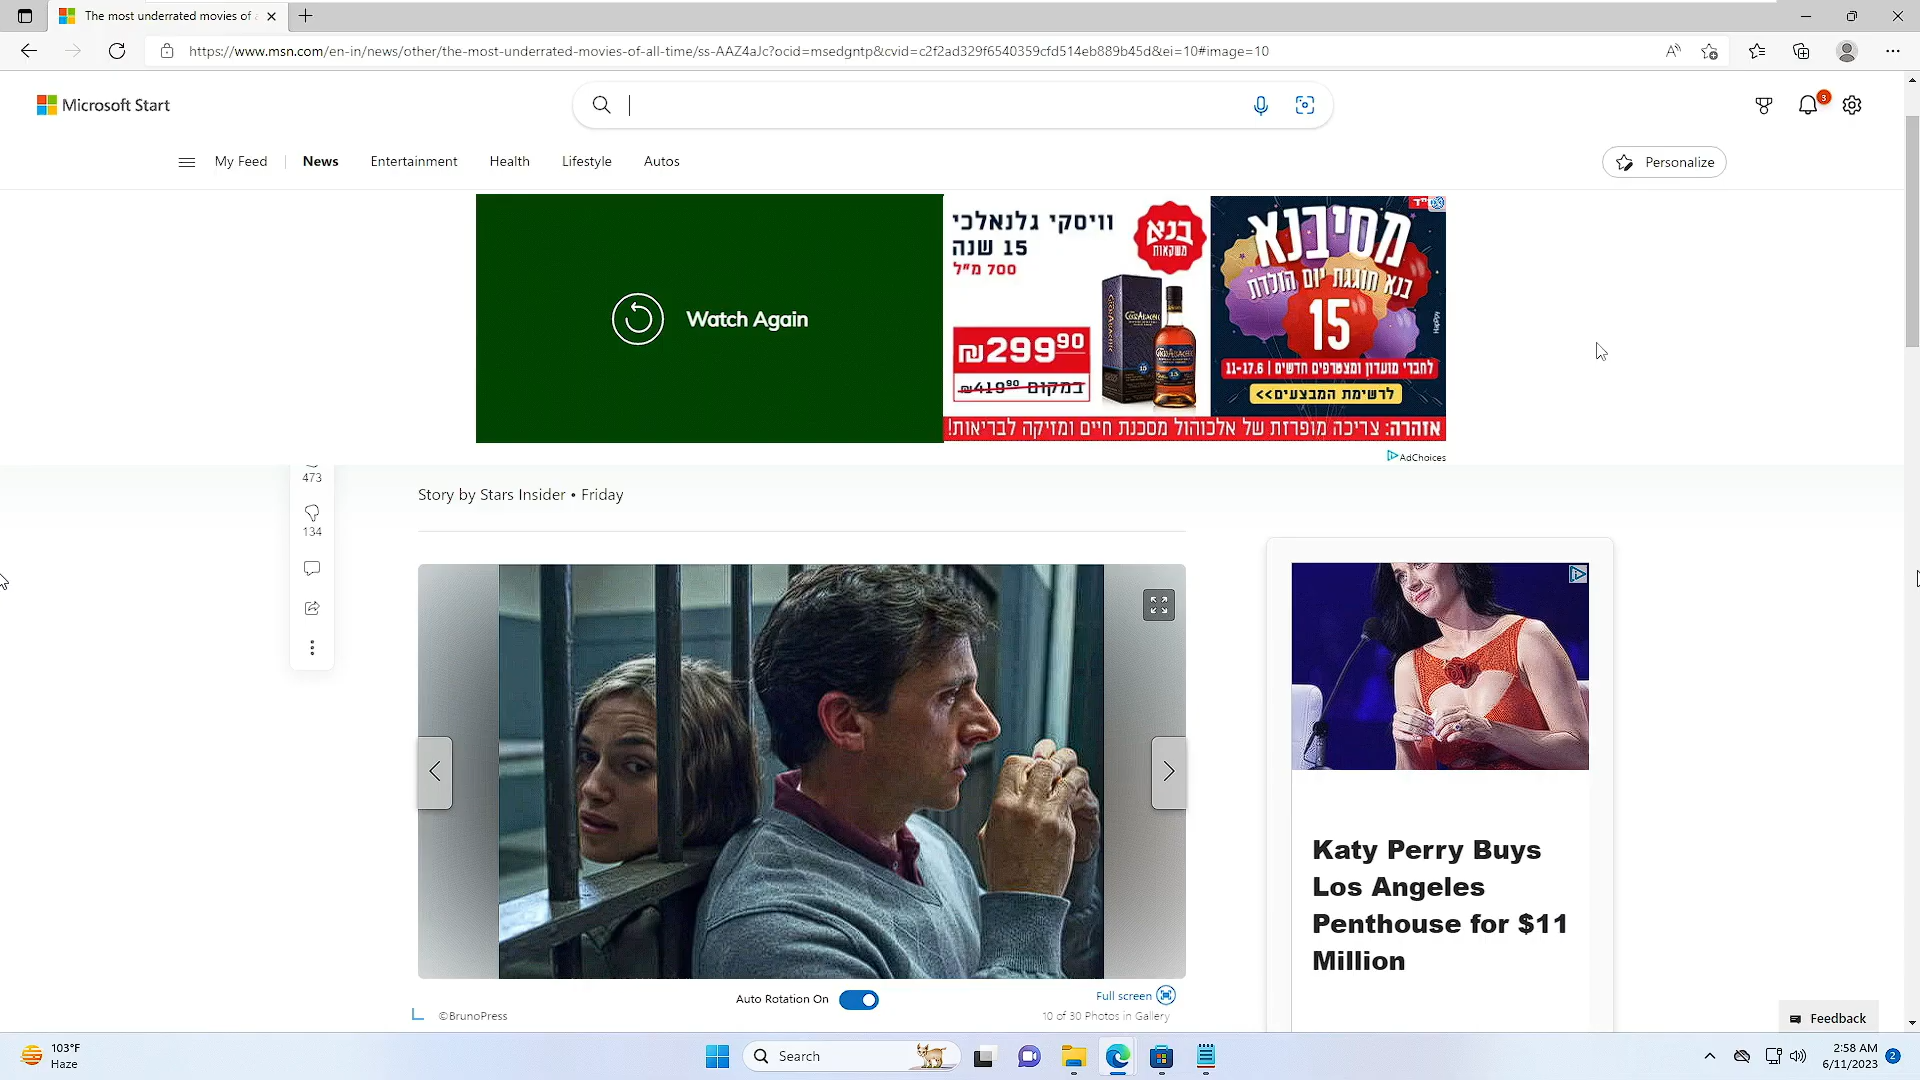 The most underrated movies of a
https://www.msn.com/en-in/news/other/the-most-underrated-movies-of-all-time/ss-AAZ4aJc?ocid=msedgntp&cvid=c2f2ad329f6540359cfd514eb889b45d&ei=10#image=10
Microsoft Start
3
My Feed
News
Entertainment
Health
Lifestyle
Autos
Personalize
Watch Again
וויסקי גלנאלכי
15 שנה
700 מ"ל
בנא
משקאות
₪299⁹⁰
במקום ₪419⁹⁰
מסיבנא
בנא חוגגת יום הולדת
15
לחברי מועדון ומצטרפים חדשים | 11-17.6
לרשימת המבצעים>>
אזהרה: צריכה מופרזת של אלכוהול מסכנת חיים ומזיקה לבריאות!
AdChoices
473
134
Story by Stars Insider • Friday
Auto Rotation On
Full screen
©BrunoPress
10 of 30 Photos in Gallery
Katy Perry Buys
Los Angeles
Penthouse for $11
Million
Feedback
103°F
Haze
Search
2:58 AM
6/11/2023
2